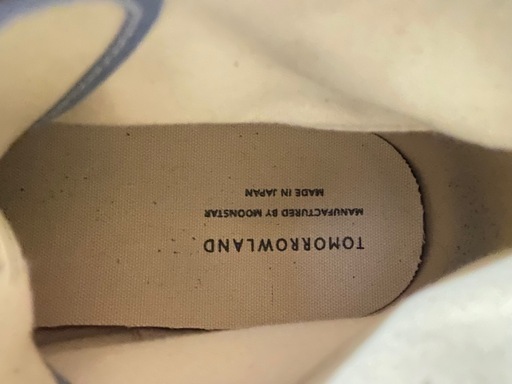 TOMORROWLAND
MANUFACTURED BY MOONSTAR
MADE IN JAPAN